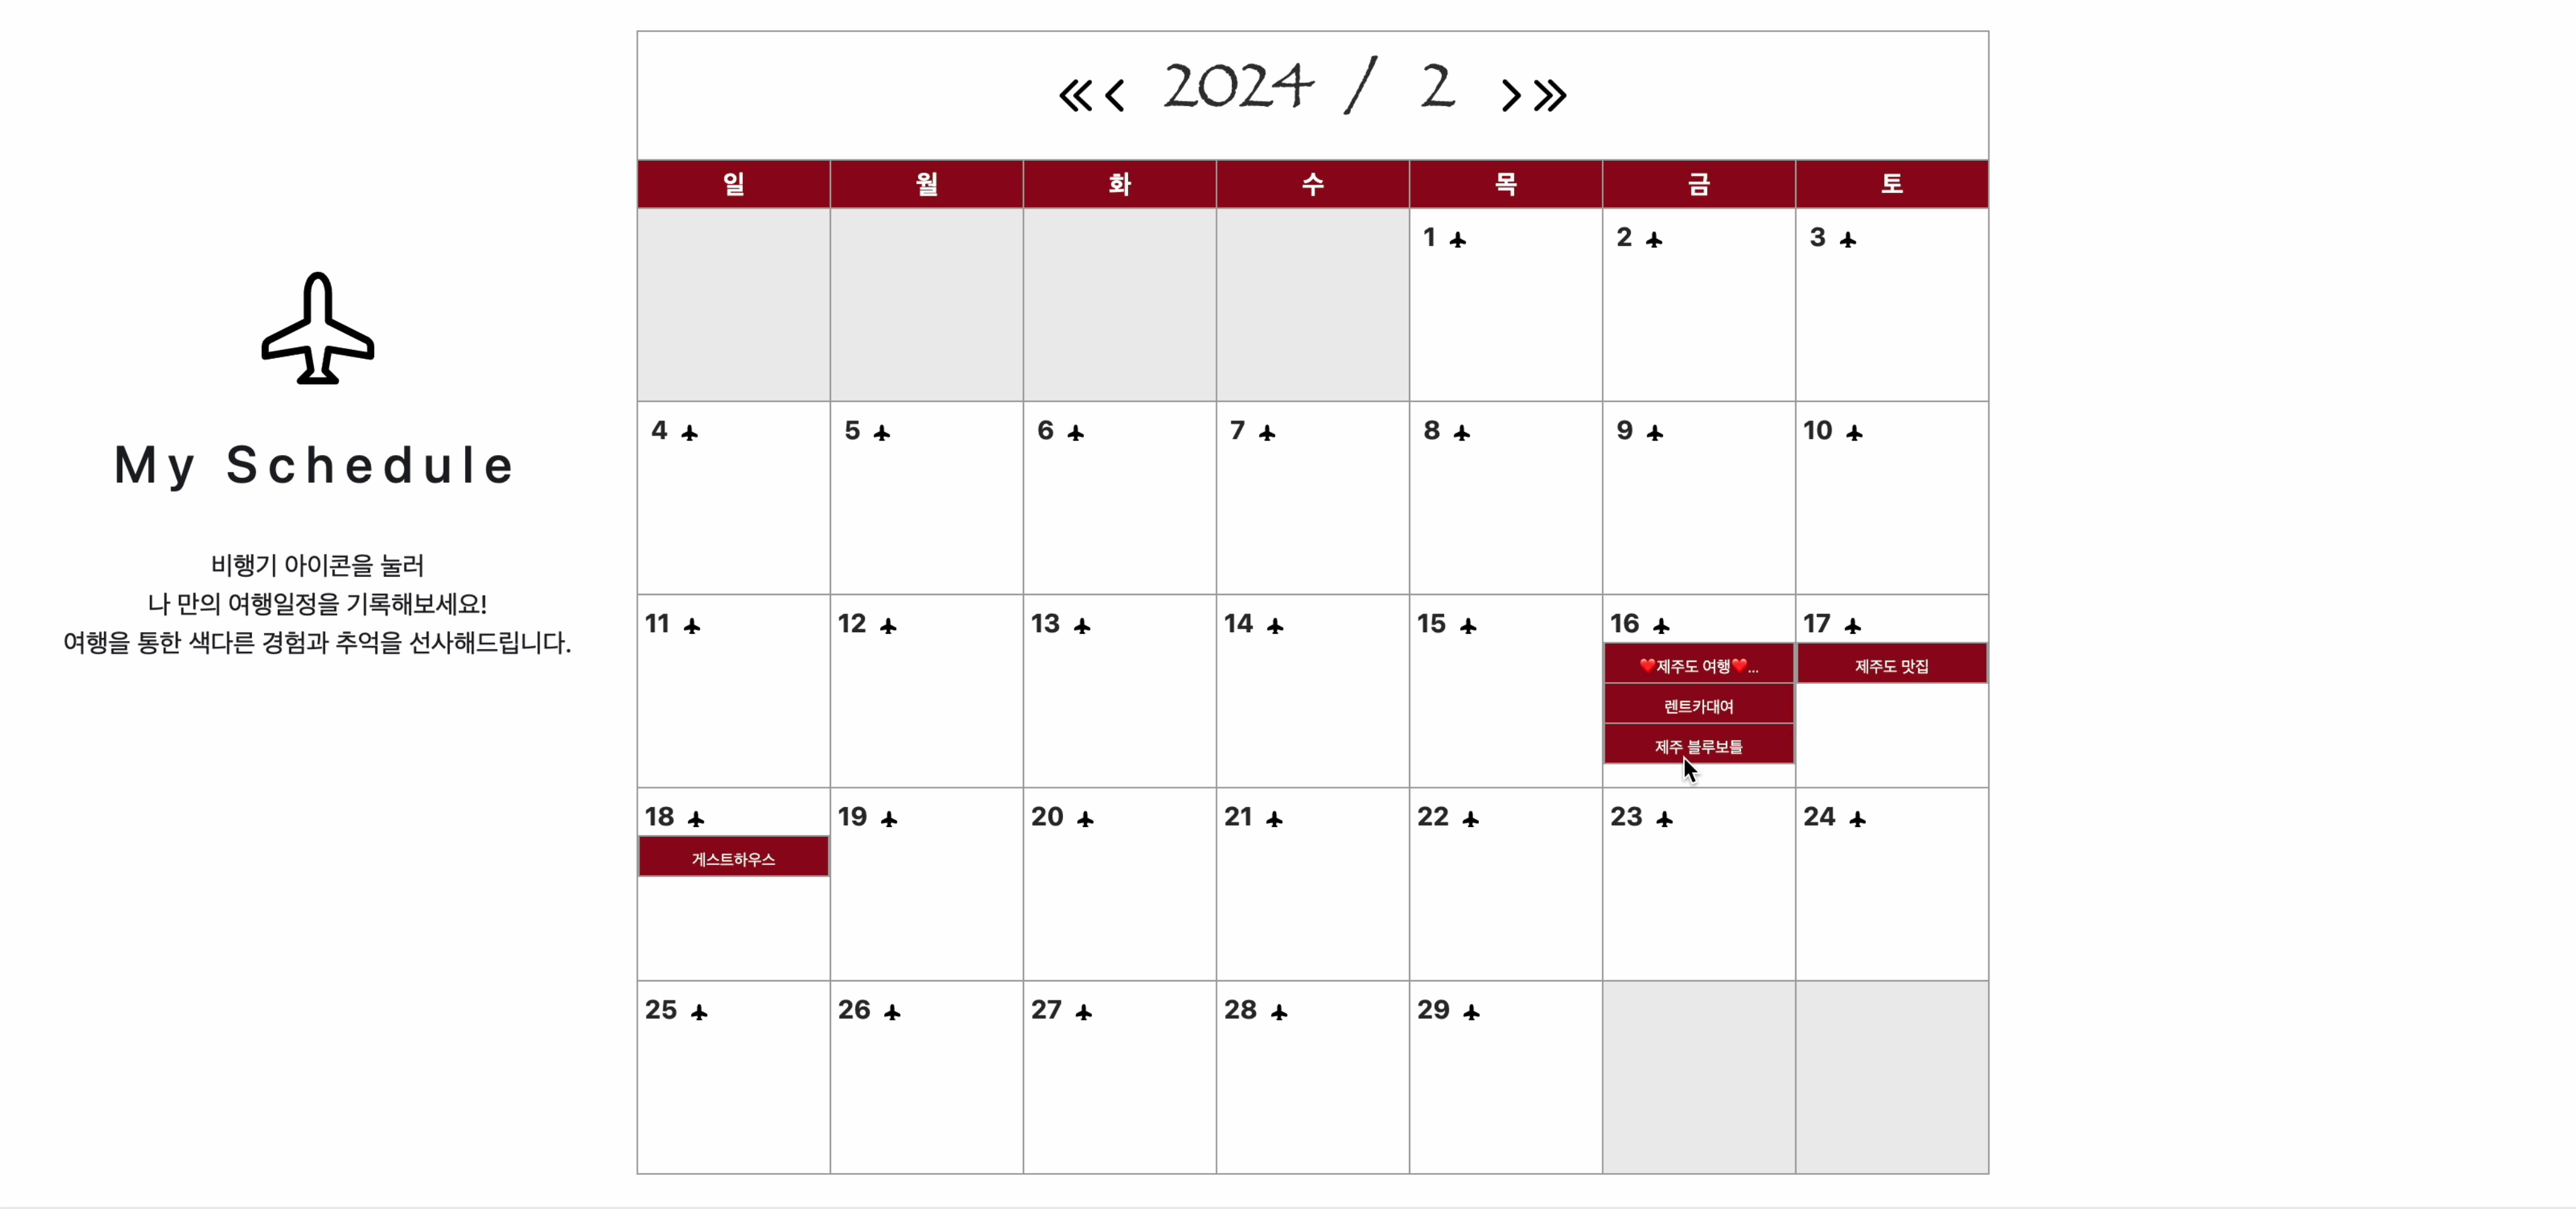 My Schedule
비행기 아이콘을 눌러
나 만의 여행일정을 기록해보세요!
여행을 통한 색다른 경험과 추억을 선사해드립니다.
2024 / 2
일 월 화 수 목 금 토
1 2 3
4 5 6 7 8 9 10
11 12 13 14 15 16 17
❤️제주도 여행❤️... 제주도 맛집
렌트카대여
제주 블루보틀
18 19 20 21 22 23 24
게스트하우스
25 26 27 28 29